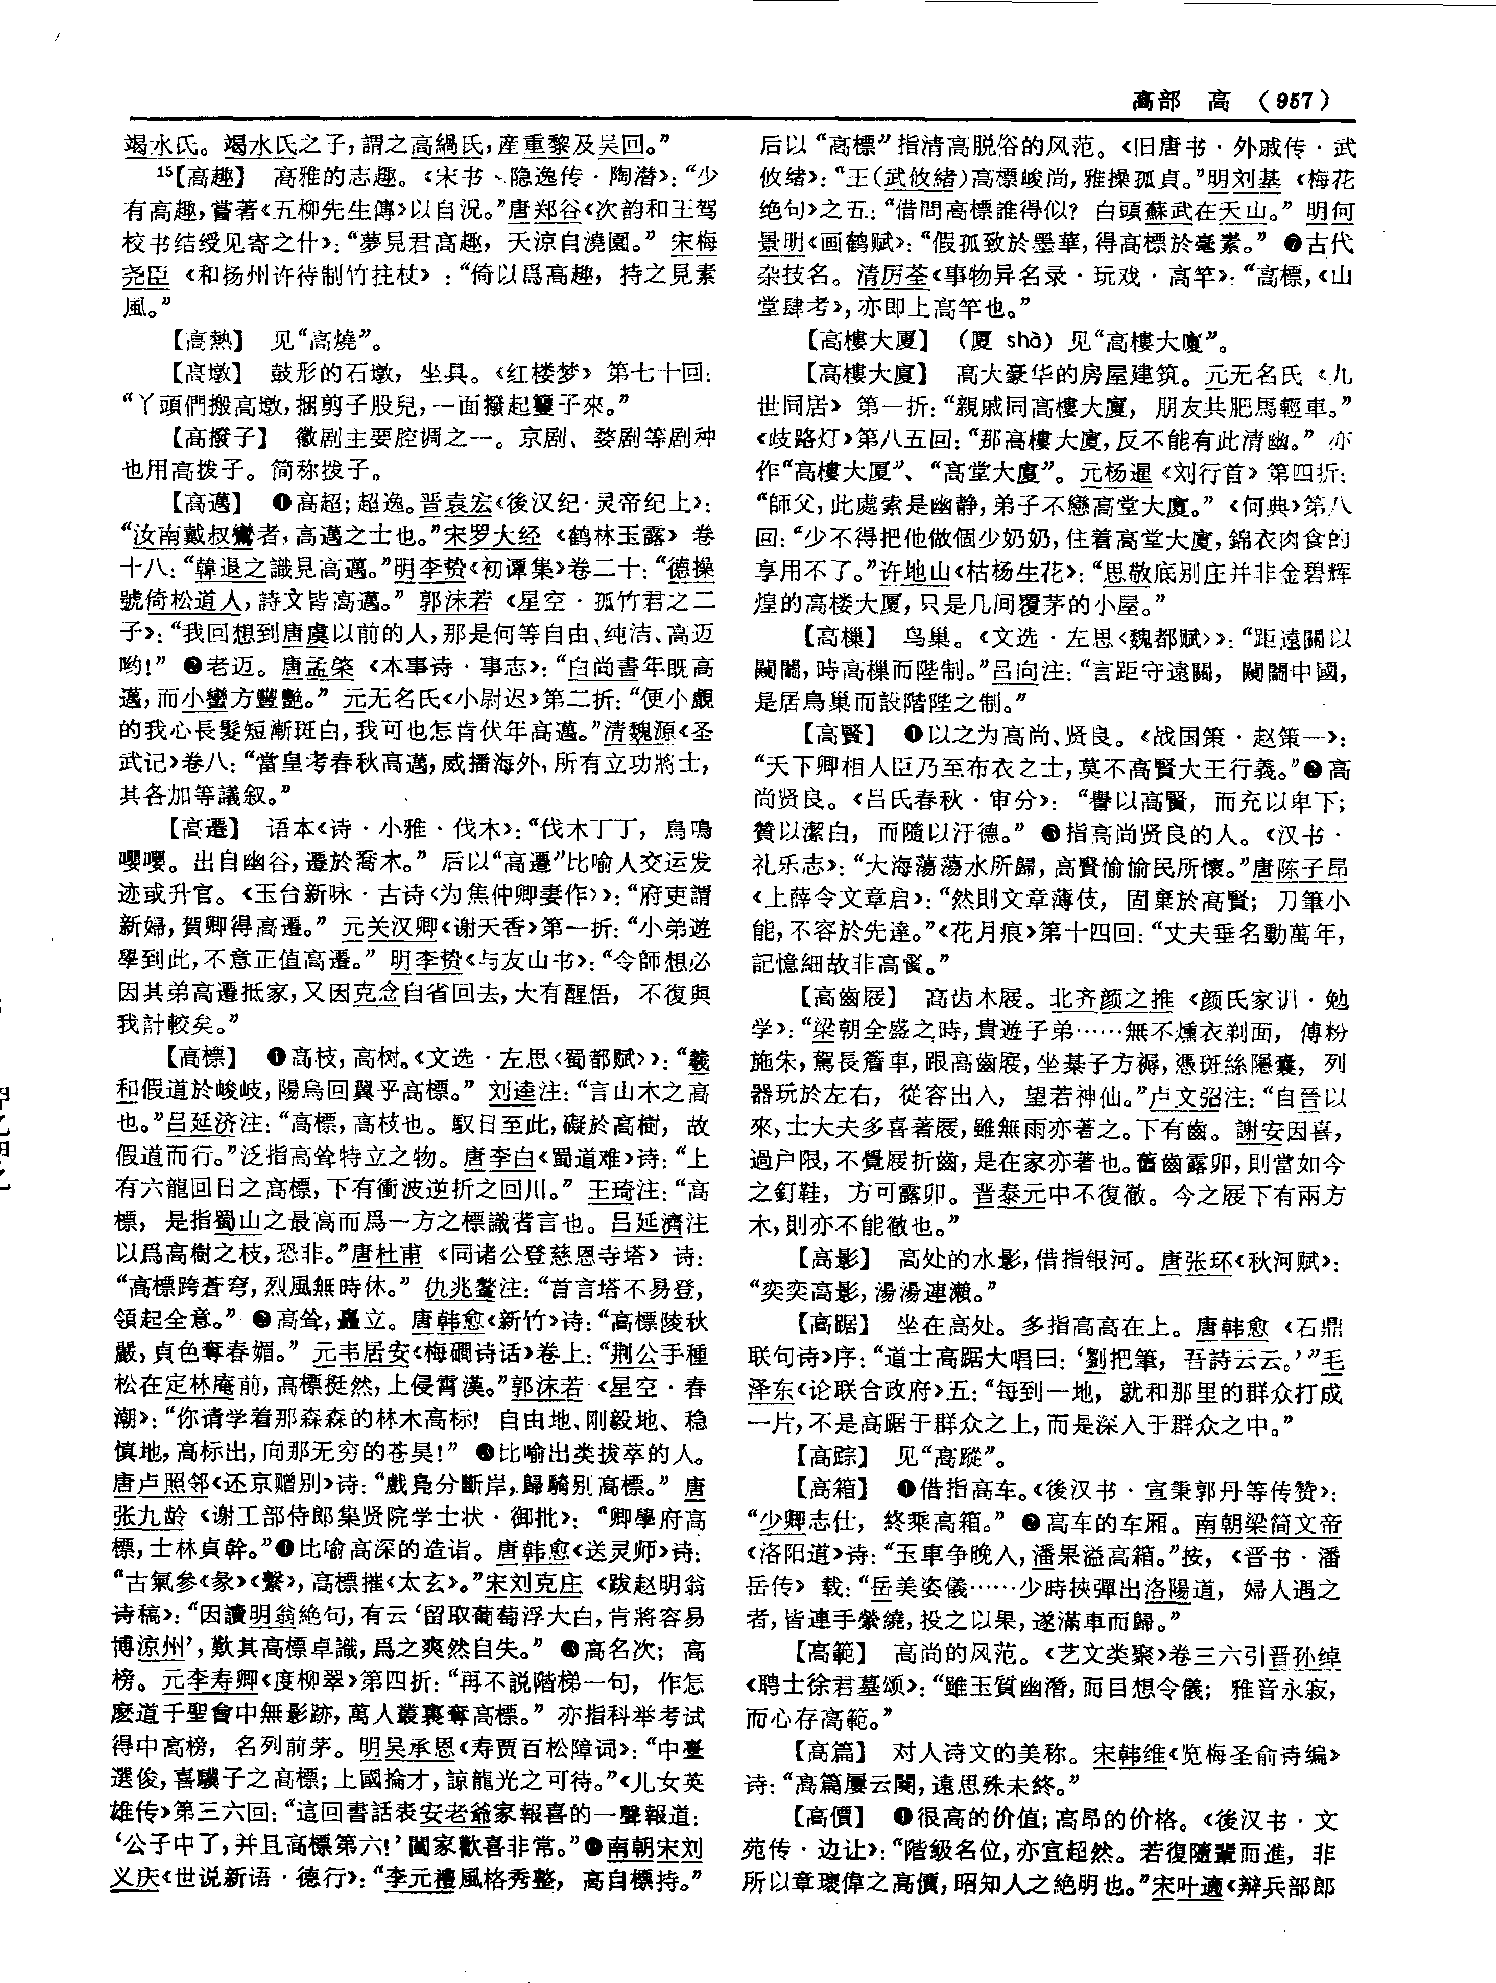 高部 高 (957)
竭水氏。竭水氏之子,謂之高緺氏,産重黎及吴回。”
15【高趣】 高雅的志趣。《宋书·隐逸传·陶潜》:“少
有高趣,嘗著《五柳先生傳》以自况。”唐郑谷《次韵和王驾
校书结绶见寄之什》:“夢見君高趣,天凉自澆園。”宋梅
尧臣《和杨州许待制竹拄杖》:“倚以爲高趣,持之見素
風。”
【高熱】 见“高燒”。
【高墩】 鼓形的石墩,坐具。《红楼梦》第七十回:
“丫頭們搬高墩,捆剪子股兒,一面撥起籰子來。”
【高撥子】 徽剧主要腔调之一。京剧、婺剧等剧种
也用高拨子。简称拨子。
【高邁】 ❶高超;超逸。晋袁宏《後汉纪·灵帝纪上》:
“汝南戴叔鸞者,高邁之士也。”宋罗大经《鹤林玉露》卷
十八:“韓退之識見高邁。”明李贽《初谭集》卷二十:“德操
號倚松道人,詩文皆高邁。”郭沫若《星空·孤竹君之二
子》:“我回想到唐虞以前的人,那是何等自由、纯洁、高迈
哟!”❷老迈。唐孟棨《本事诗·事志》:“白尚書年既高
邁,而小蠻方豐艷。”元无名氏《小尉迟》第二折:“便小覷
的我心長髮短漸斑白,我可也怎肯伏年高邁。”清魏源《圣
武记》卷八:“當皇考春秋高邁,威播海外,所有立功將士,
其各加等議叙。”
【高遷】 语本《诗·小雅·伐木》:“伐木丁丁,鳥鳴
嚶嚶。出自幽谷,遷於喬木。”后以“高遷”比喻人交运发
迹或升官。《玉台新咏·古诗〈为焦仲卿妻作〉》:“府吏謂
新婦,賀卿得高遷。”元关汉卿《谢天香》第一折:“小弟遊
學到此,不意正值高遷。”明李贽《与友山书》:“令師想必
因其弟高遷抵家,又因克念自省回去,大有醒悟,不復與
我計較矣。”
【高標】 ❶高枝,高树。《文选·左思〈蜀都赋〉》:“羲
和假道於峻岐,陽烏回翼乎高標。”刘逵注:“言山木之高
也。”吕延济注:“高標,高枝也。馭日至此,礙於高樹,故
假道而行。”泛指高耸特立之物。唐李白《蜀道难》诗:“上
有六龍回日之高標,下有衝波逆折之回川。”王琦注:“高
標,是指蜀山之最高而爲一方之標識者言也。吕延濟注
以爲高樹之枝,恐非。”唐杜甫《同诸公登慈恩寺塔》诗:
“高標跨蒼穹,烈風無時休。”仇兆鳌注:“首言塔不易登,
領起全意。”❷高耸,矗立。唐韩愈《新竹》诗:“高標陵秋
嚴,貞色奪春媚。”元韦居安《梅磵诗话》卷上:“荆公手種
松在定林庵前,高標挺然,上侵霄漢。”郭沫若《星空·春
潮》:“你请学着那森森的林木高标!自由地、刚毅地、稳
慎地,高标出,向那无穷的苍昊!”❸比喻出类拔萃的人。
唐卢照邻《还京赠别》诗:“戲鳧分斷岸,歸騎别高標。”唐
张九龄《谢工部侍郎集贤院学士状·御批》:“卿學府高
標,士林貞幹。”❹比喻高深的造诣。唐韩愈《送灵师》诗:
“古氣參《彖》《繫》,高標摧《太玄》。”宋刘克庄《跋赵明翁
诗稿》:“因讀明翁絶句,有云‘留取葡萄浮大白,肯將容易
博凉州’,歎其高標卓識,爲之爽然自失。”❺高名次;高
榜。元李寿卿《度柳翠》第四折:“再不説階梯一句,作怎
麽道千聖會中無影跡,萬人叢裏奪高標。”亦指科举考试
得中高榜,名列前茅。明吴承恩《寿贾百松障词》:“中臺
選俊,喜驥子之高標;上國掄才,諒龍光之可待。”《儿女英
雄传》第三六回:“這回書話表安老爺家報喜的一聲報道:
‘公子中了,并且高標第六!’闔家歡喜非常。”❻南朝宋刘
义庆《世说新语·德行》:“李元禮風格秀整,高自標持。”
后以“高標”指清高脱俗的风范。《旧唐书·外戚传·武
攸绪》:“王(武攸緒)高標峻尚,雅操孤貞。”明刘基《梅花
绝句》之五:“借問高標誰得似?白頭蘇武在天山。”明何
景明《画鹤赋》:“假孤致於墨華,得高標於毫素。”❼古代
杂技名。清厉荃《事物异名录·玩戏·高竿》:“高標,《山
堂肆考》,亦即上高竿也。”
【高樓大厦】 (厦 shà)见“高樓大廈”。
【高樓大廈】 高大豪华的房屋建筑。元无名氏《九
世同居》第一折:“親戚同高樓大廈,朋友共肥馬輕車。”
《歧路灯》第八五回:“那高樓大廈,反不能有此清幽。”亦
作“高樓大厦”、“高堂大廈”。元杨暹《刘行首》第四折:
“師父,此處索是幽静,弟子不戀高堂大廈。”《何典》第八
回:“少不得把他做個少奶奶,住着高堂大廈,錦衣肉食的
享用不了。”许地山《枯杨生花》:“思敬底别庄并非金碧辉
煌的高楼大厦,只是几间覆茅的小屋。”
【高樔】 鸟巢。《文选·左思〈魏都赋〉》:“距遠關以
闚闟,時高樔而陛制。”吕向注:“言距守遠關,闚闟中國,
是居鳥巢而設階陛之制。”
【高賢】 ❶以之为高尚、贤良。《战国策·赵策一》:
“天下卿相人臣乃至布衣之士,莫不高賢大王行義。”❷高
尚贤良。《吕氏春秋·审分》:“譽以高賢,而充以卑下;
贊以潔白,而隨以汙德。”❸指高尚贤良的人。《汉书·
礼乐志》:“大海蕩蕩水所歸,高賢愉愉民所懷。”唐陈子昂
《上薛令文章启》:“然則文章薄伎,固棄於高賢;刀筆小
能,不容於先達。”《花月痕》第十四回:“丈夫垂名動萬年,
記憶細故非高賢。”
【高齒屐】 高齿木屐。北齐颜之推《颜氏家训·勉
学》:“梁朝全盛之時,貴遊子弟……無不燻衣剃面,傅粉
施朱,駕長簷車,跟高齒屐,坐棊子方褥,憑斑絲隱囊,列
器玩於左右,從容出入,望若神仙。”卢文弨注:“自晉以
來,士大夫多喜著屐,雖無雨亦著之。下有齒。謝安因喜,
過户限,不覺屐折齒,是在家亦著也。舊齒露卯,則當如今
之釘鞋,方可露卯。晋泰元中不復徹。今之屐下有兩方
木,則亦不能徹也。”
【高影】 高处的水影,借指银河。唐张环《秋河赋》:
“奕奕高影,湯湯連瀨。”
【高踞】 坐在高处。多指高高在上。唐韩愈《石鼎
联句诗》序:“道士高踞大唱曰:‘劉把筆,吾詩云云。’”毛
泽东《论联合政府》五:“每到一地,就和那里的群众打成
一片,不是高踞于群众之上,而是深入于群众之中。”
【高踪】 见“高蹤”。
【高箱】 ❶借指高车。《後汉书·宣秉郭丹等传赞》:
“少卿志仕,終乘高箱。”❷高车的车厢。南朝梁简文帝
《洛阳道》诗:“玉車争晚入,潘果溢高箱。”按,《晋书·潘
岳传》载:“岳美姿儀……少時挾彈出洛陽道,婦人遇之
者,皆連手縈繞,投之以果,遂滿車而歸。”
【高範】 高尚的风范。《艺文类聚》卷三六引晋孙绰
《聘士徐君墓颂》:“雖玉質幽潛,而目想令儀;雅音永寂,
而心存高範。”
【高篇】 对人诗文的美称。宋韩维《览梅圣俞诗编》
诗:“高篇屢云闋,遠思殊未終。”
【高價】 ❶很高的价值;高昂的价格。《後汉书·文
苑传·边让》:“階級名位,亦宜超然。若復隨輩而進,非
所以章瓌偉之高價,昭知人之絶明也。”宋叶適《辩兵部郎